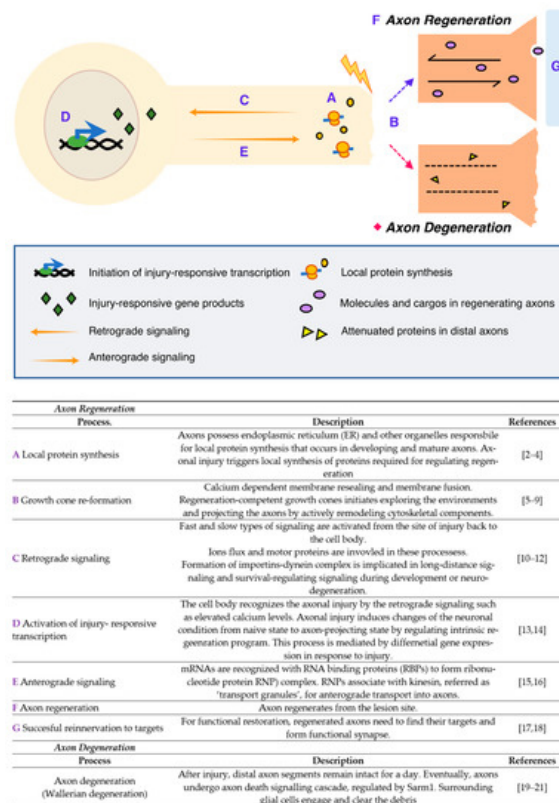 F Axon Regeneration
G
D
C
A
E
B
Axon Degeneration
Initiation of injury-responsive transcription
Local protein synthesis
Injury-responsive gene products
Molecules and cargos in regenerating axons
Retrograde signaling
Attenuated proteins in distal axons
Anterograde signaling
Axon Regeneration
Process. Description References
A Local protein synthesis
Axons possess endoplasmic reticulum (ER) and other organelles responsbile
for local protein synthesis that occurs in developing and mature axons. Ax-
onal injury triggers local synthesis of proteins required for regulating regen-
eration
[2–4]
B Growth cone re-formation
Calcium dependent membrane resealing and membrane fusion.
Regeneration-competent growth cones initiates exploring the environments
and projecting the axons by actively remodeling cytoskeletal components.
[5–9]
C Retrograde signaling
Fast and slow types of signaling are activated from the site of injury back to
the cell body.
Ions flux and motor proteins are invovled in these processess.
Formation of importins-dynein complex is implicated in long-distance sig-
naling and survival-regulating signaling during development or neuro-
degeneration.
[10–12]
D Activation of injury- responsive
transcription
The cell body recognizes the axonal injury by the retrograde signaling such
as elevated calcium levels. Axonal injury induces changes of the neuronal
condition from naive state to axon-projecting state by regulating intrinsic re-
geenration program. This process is mediated by differnetial gene expres-
sion in response to injury.
[13,14]
E Anterograde signaling
mRNAs are recognized with RNA binding proteins (RBPs) to form ribonu-
cleotide protein RNP) complex. RNPs associate with kinesin, referred as
'transport granules', for anterograde transport into axons.
[15,16]
F Axon regeneration
Axon regenerates from the lesion site.
G Succesful reinnervation to targets
For functional restoration, regenerated axons need to find their targets and
form functional synapse.
[17,18]
Axon Degeneration
Process Description References
Axon degeneration
(Wallerian degeneration)
After injury, distal axon segments remain intact for a day. Eventually, axons
undergo axon death signalling cascade, regulated by Sarm1. Surrounding
glial cells engage and clear the debris
[19–21]